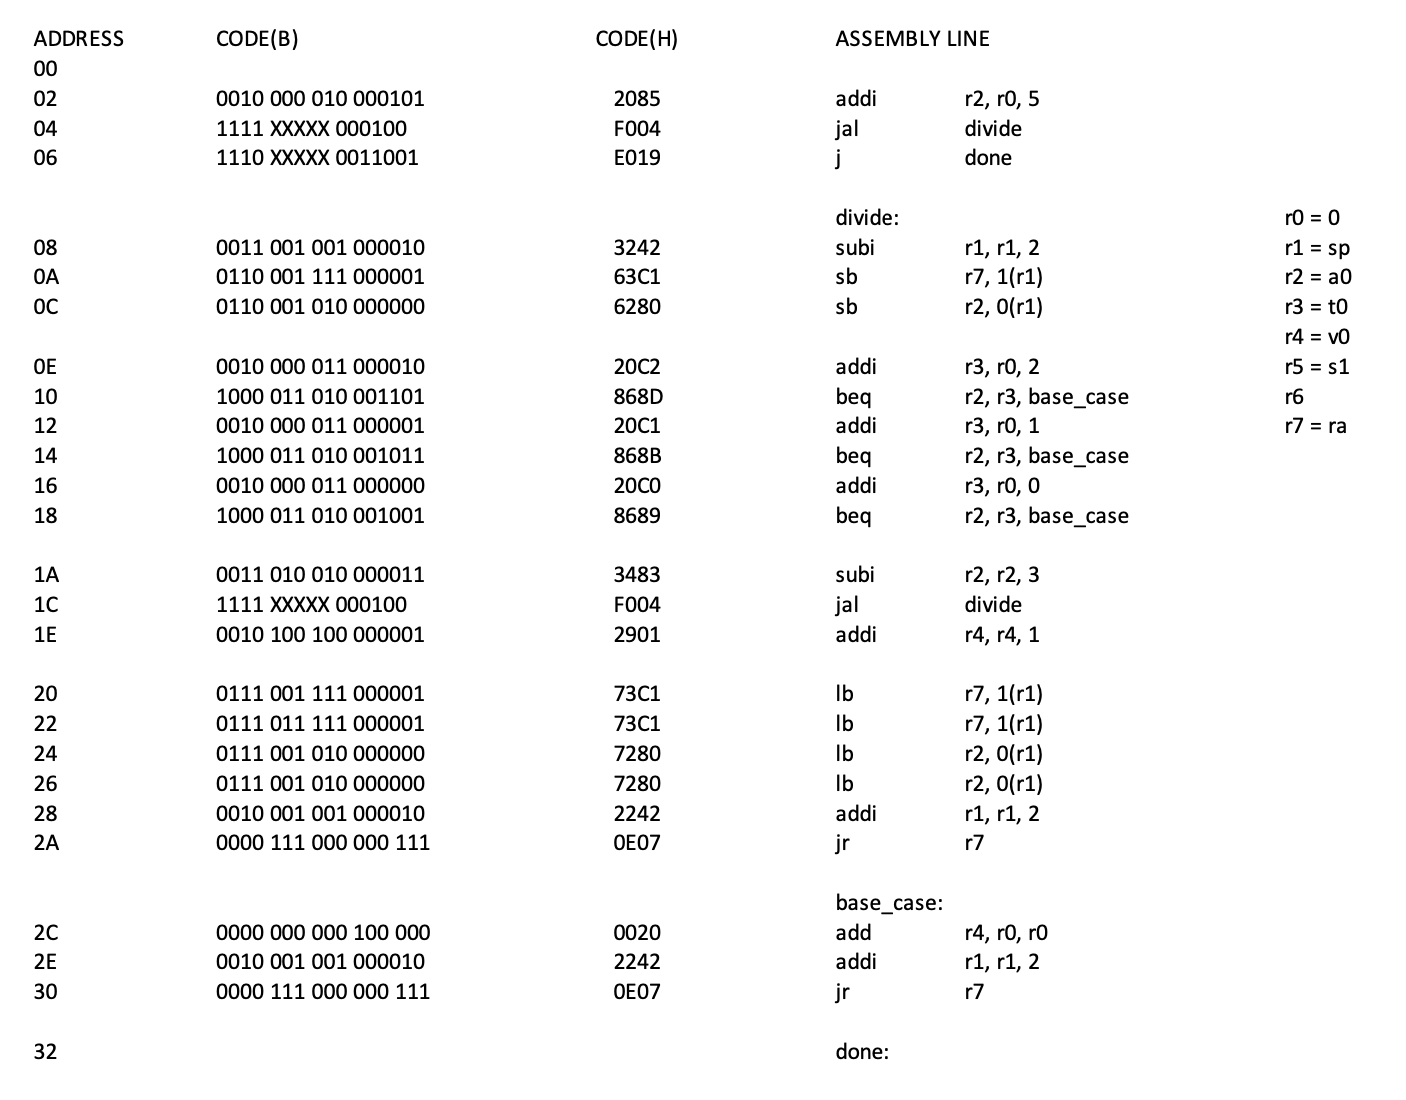 ADDRESS CODE(B) CODE(H) ASSEMBLY LINE
00
02 0010 000 010 000101 2085 addi r2, r0, 5
04 1111 XXXXX 000100 F004 jal divide
06 1110 XXXXX 0011001 E019 j done
divide: r0 = 0
08 0011 001 001 000010 3242 subi r1, r1, 2 r1 = sp
0A 0110 001 111 000001 63C1 sb r7, 1(r1) r2 = a0
0C 0110 001 010 000000 6280 sb r2, 0(r1) r3 = t0
r4 = v0
0E 0010 000 011 000010 20C2 addi r3, r0, 2 r5 = s1
10 1000 011 010 001101 868D beq r2, r3, base_case r6
12 0010 000 011 000001 20C1 addi r3, r0, 1 r7 = ra
14 1000 011 010 001011 868B beq r2, r3, base_case
16 0010 000 011 000000 20C0 addi r3, r0, 0
18 1000 011 010 001001 8689 beq r2, r3, base_case
1A 0011 010 010 000011 3483 subi r2, r2, 3
1C 1111 XXXXX 000100 F004 jal divide
1E 0010 100 100 000001 2901 addi r4, r4, 1
20 0111 001 111 000001 73C1 lb r7, 1(r1)
22 0111 011 111 000001 73C1 lb r7, 1(r1)
24 0111 001 010 000000 7280 lb r2, 0(r1)
26 0111 001 010 000000 7280 lb r2, 0(r1)
28 0010 001 001 000010 2242 addi r1, r1, 2
2A 0000 111 000 000 111 0E07 jr r7
base_case:
2C 0000 000 000 100 000 0020 add r4, r0, r0
2E 0010 001 001 000010 2242 addi r1, r1, 2
30 0000 111 000 000 111 0E07 jr r7
32 done: